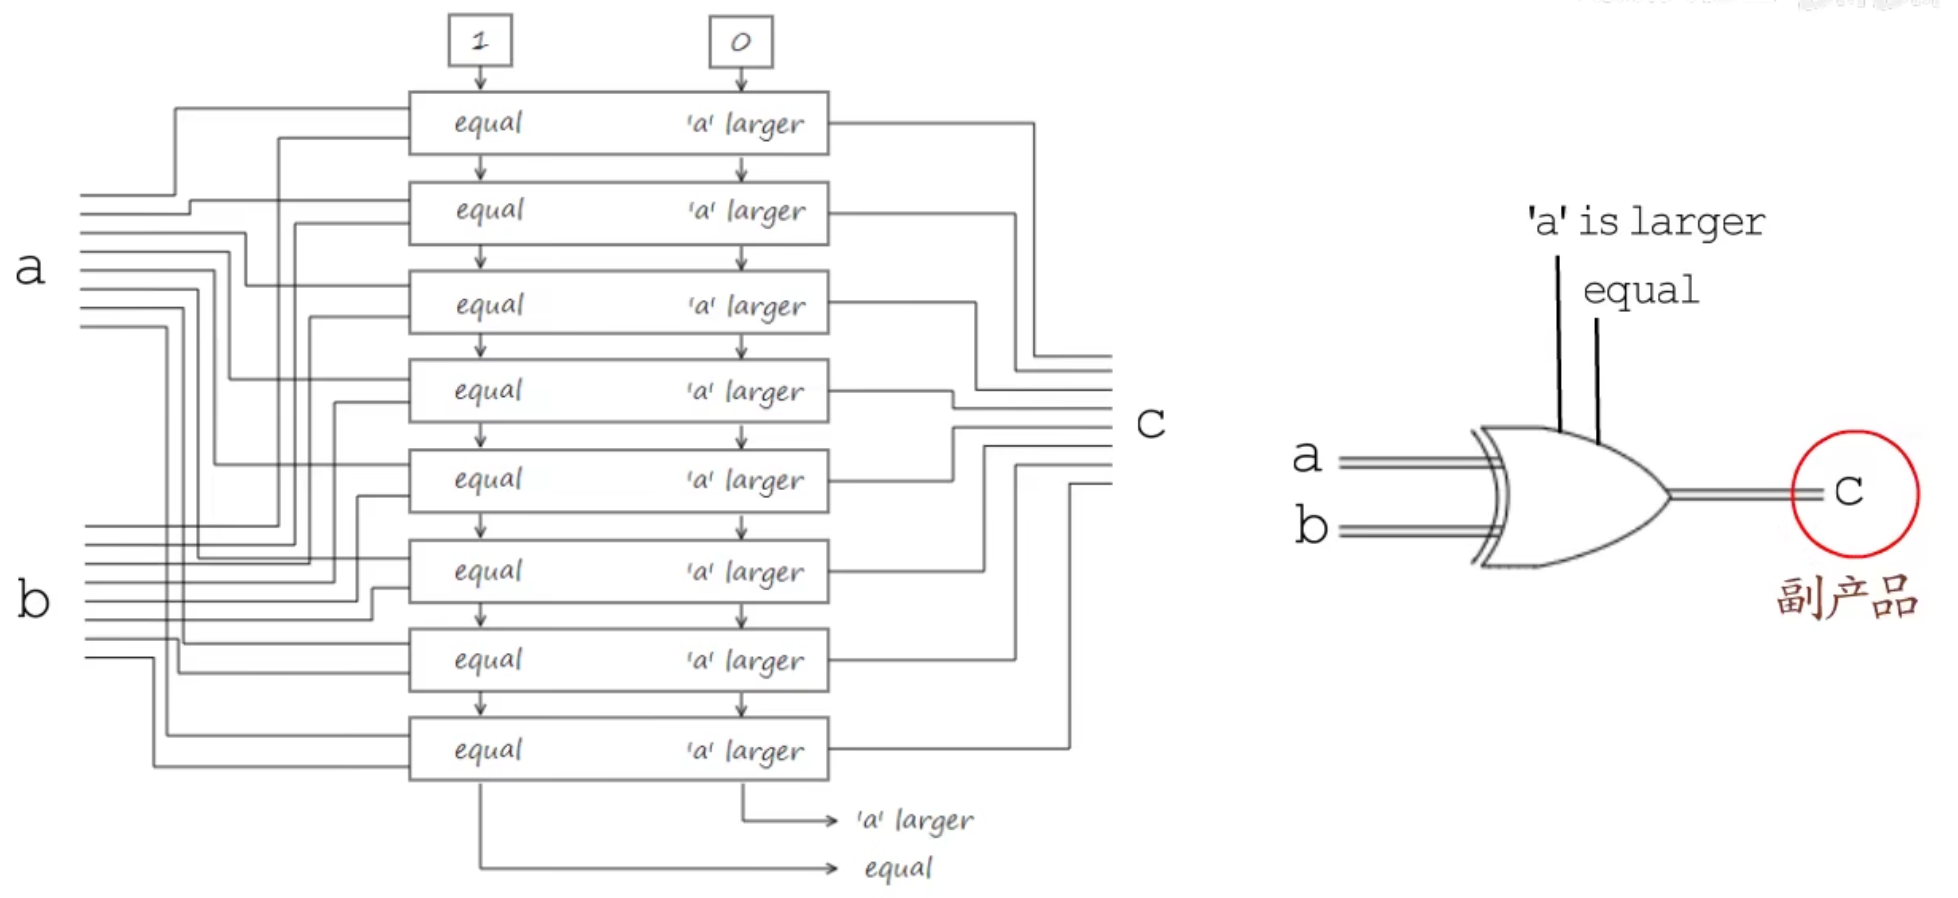 1 0
equal 'a' larger
equal 'a' larger
equal 'a' larger
equal 'a' larger
equal 'a' larger
equal 'a' larger
equal 'a' larger
equal 'a' larger
'a' larger
equal
a
b
c
'a' is larger
equal
a
b
c
副产品